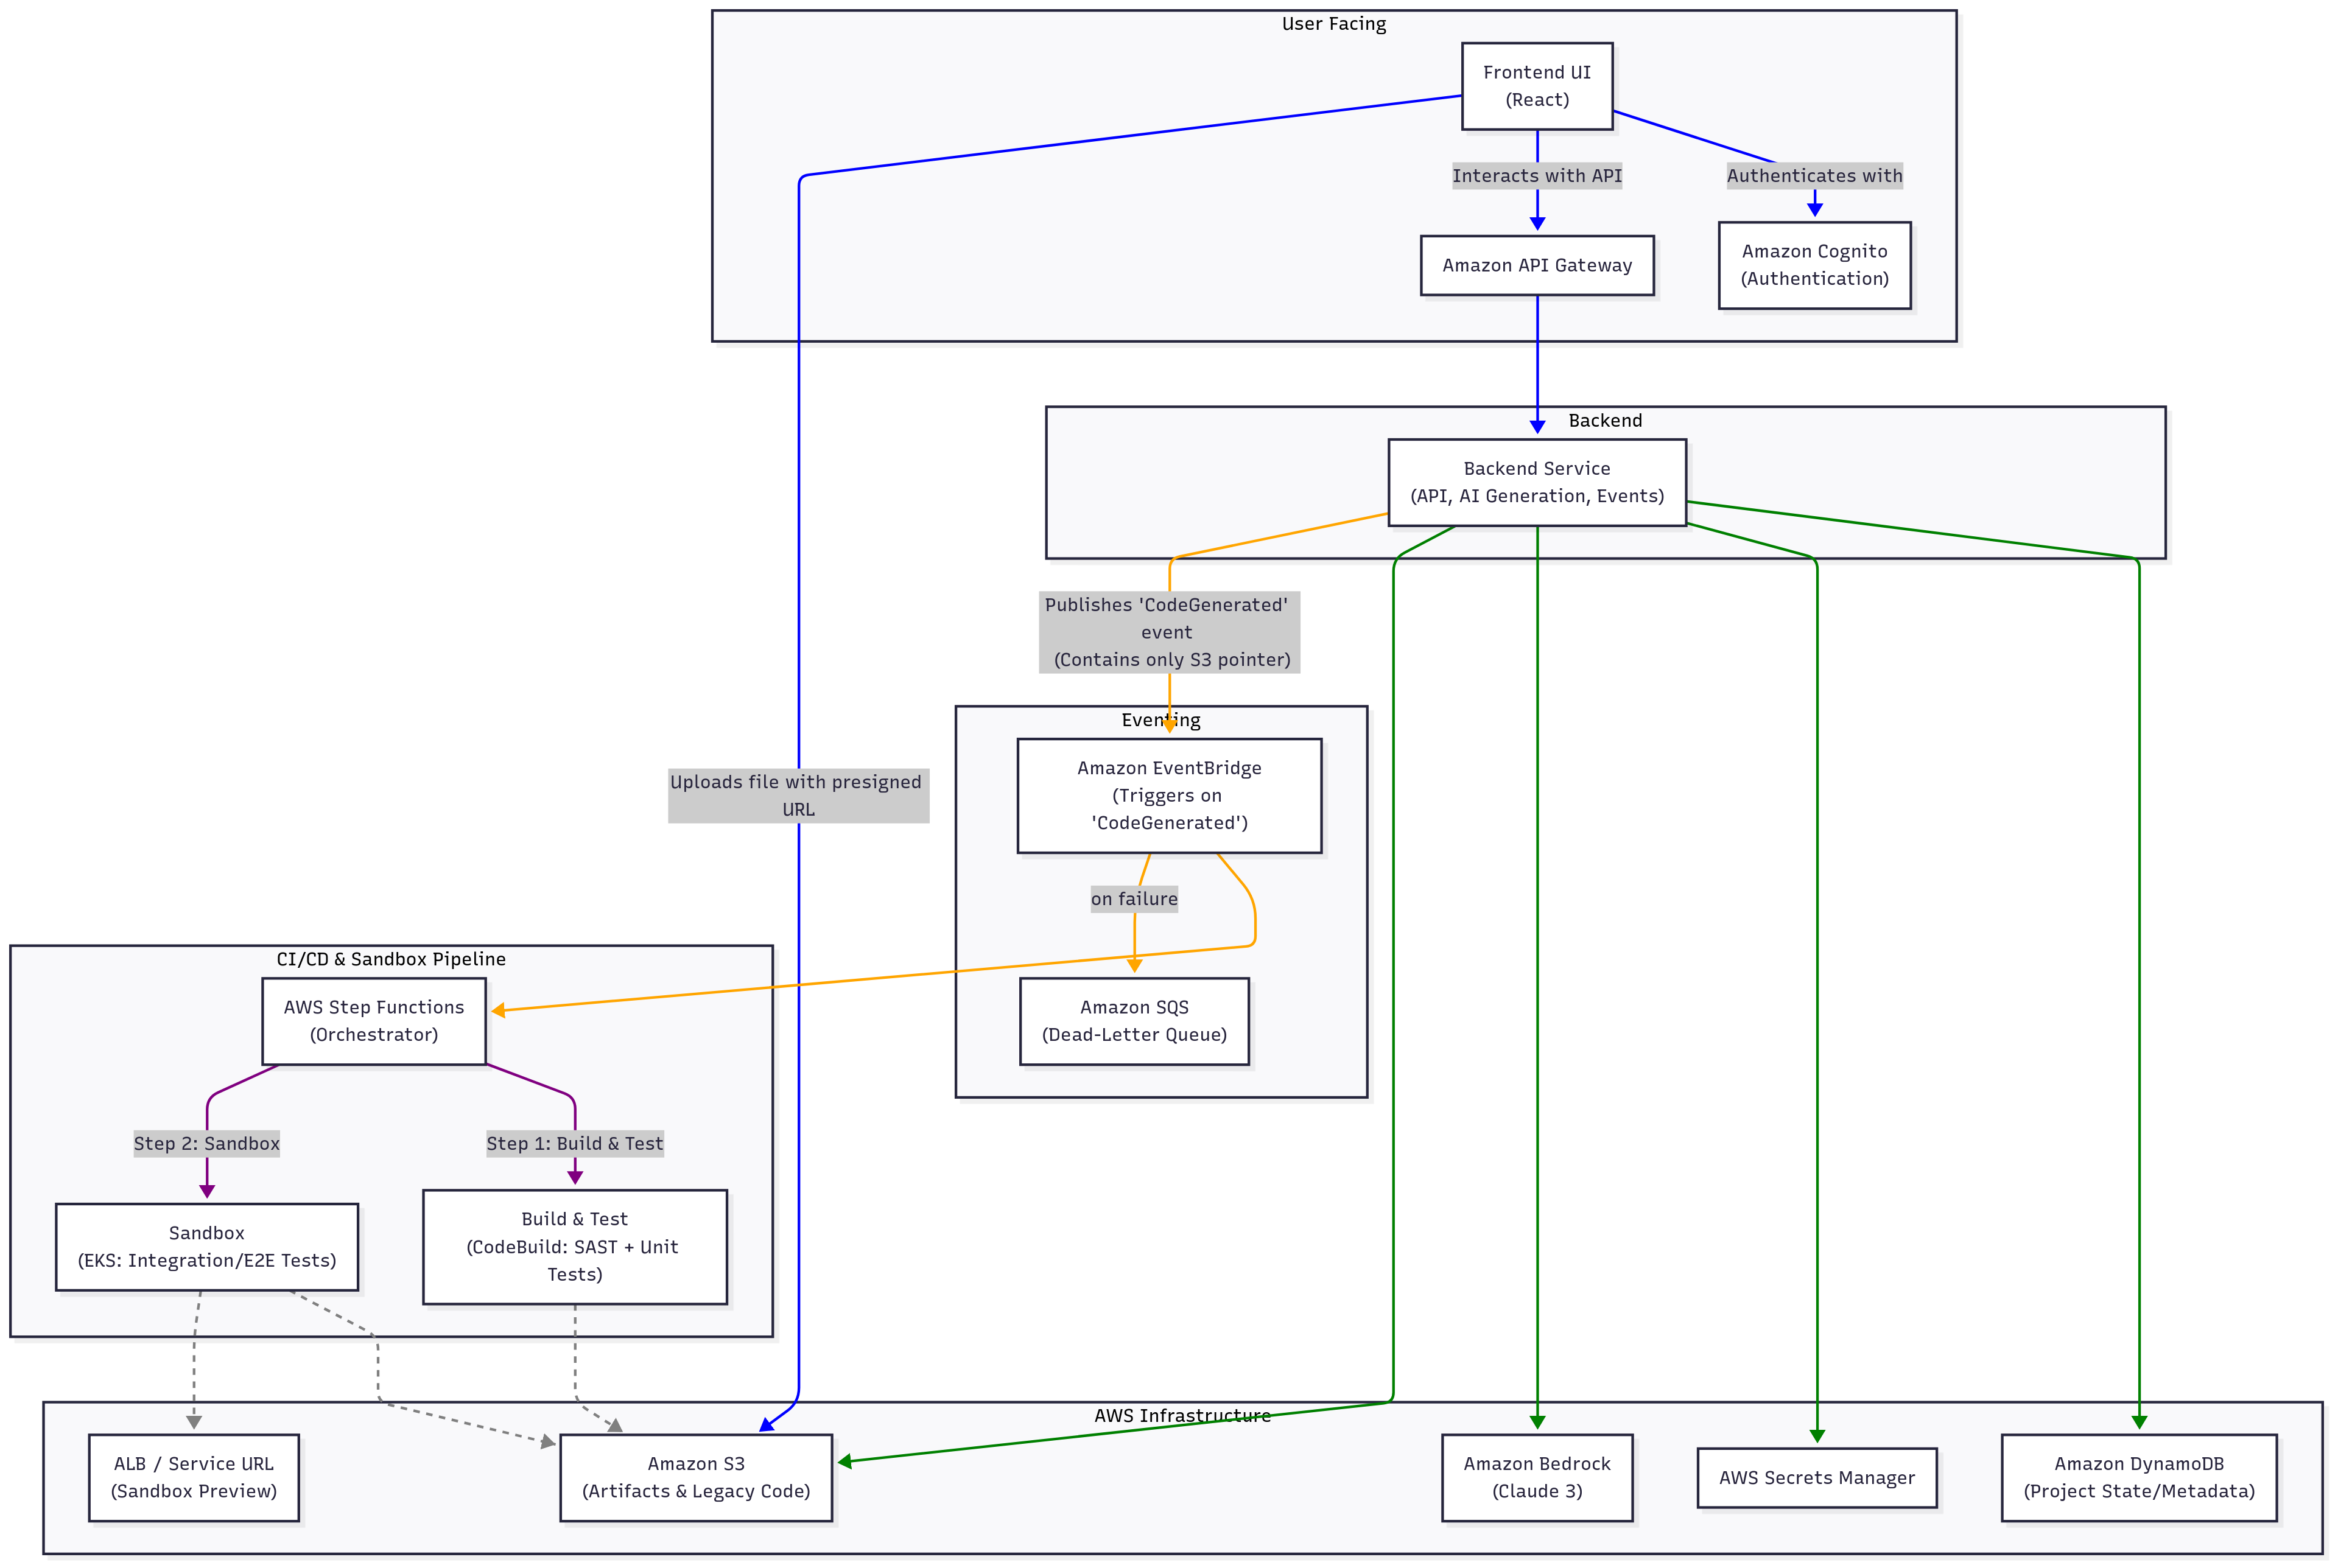 User Facing
Frontend UI
(React)
Interacts with API
Authenticates with
Amazon API Gateway
Amazon Cognito
(Authentication)
Backend
Backend Service
(API, AI Generation, Events)
Publishes 'CodeGenerated'
event
(Contains only S3 pointer)
Eventing
Amazon EventBridge
(Triggers on
'CodeGenerated')
Uploads file with presigned
URL
on failure
Amazon SQS
(Dead-Letter Queue)
CI/CD & Sandbox Pipeline
AWS Step Functions
(Orchestrator)
Step 2: Sandbox
Step 1: Build & Test
Sandbox
(EKS: Integration/E2E Tests)
Build & Test
(CodeBuild: SAST + Unit
Tests)
AWS Infrastructure
ALB / Service URL
(Sandbox Preview)
Amazon S3
(Artifacts & Legacy Code)
Amazon Bedrock
(Claude 3)
AWS Secrets Manager
Amazon DynamoDB
(Project State/Metadata)